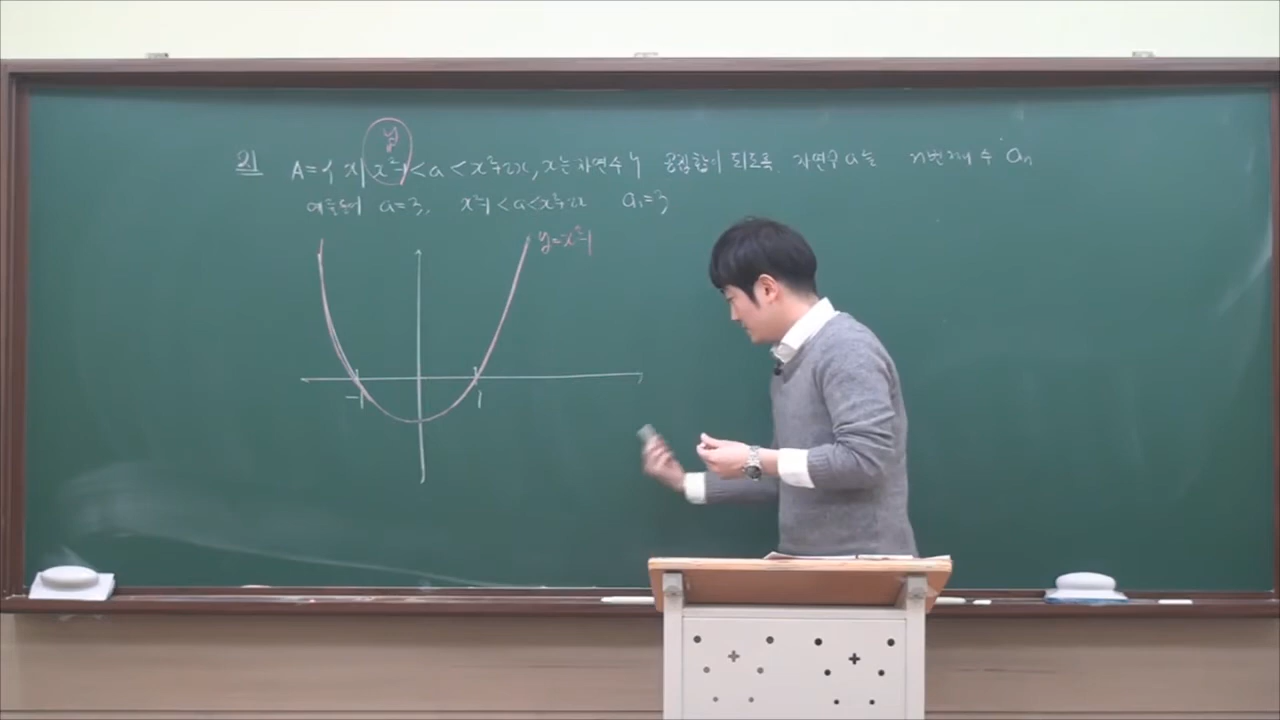 21 A={x| x²-1<a<x²+2x, x는 자연수} 공집합이 되도록 자연수 a를 n번째 수 aₙ
y
예를들어 a=3, x²-1<a<x²+2x a₁=3
y=x²-1
-1 1